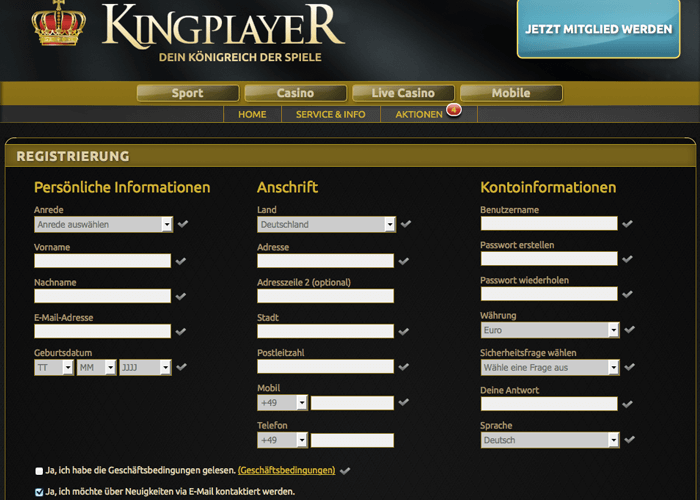 KINGPLAYER
DEIN KÖNIGREICH DER SPIELE
JETZT MITGLIED WERDEN
Sport Casino Live Casino Mobile
HOME SERVICE & INFO AKTIONEN 4
REGISTRIERUNG
Persönliche Informationen
Anrede
Anrede auswählen
Vorname
Nachname
E-Mail-Adresse
Geburtsdatum
TT MM JJJJ
Anschrift
Land
Deutschland
Adresse
Adresszeile 2 (optional)
Stadt
Postleitzahl
Mobil
+49
Telefon
+49
Kontoinformationen
Benutzername
Passwort erstellen
Passwort wiederholen
Währung
Euro
Sicherheitsfrage wählen
Wähle eine Frage aus
Deine Antwort
Sprache
Deutsch
Ja, ich habe die Geschäftsbedingungen gelesen. (Geschäftsbedingungen)
Ja, ich möchte über Neuigkeiten via E-Mail kontaktiert werden.